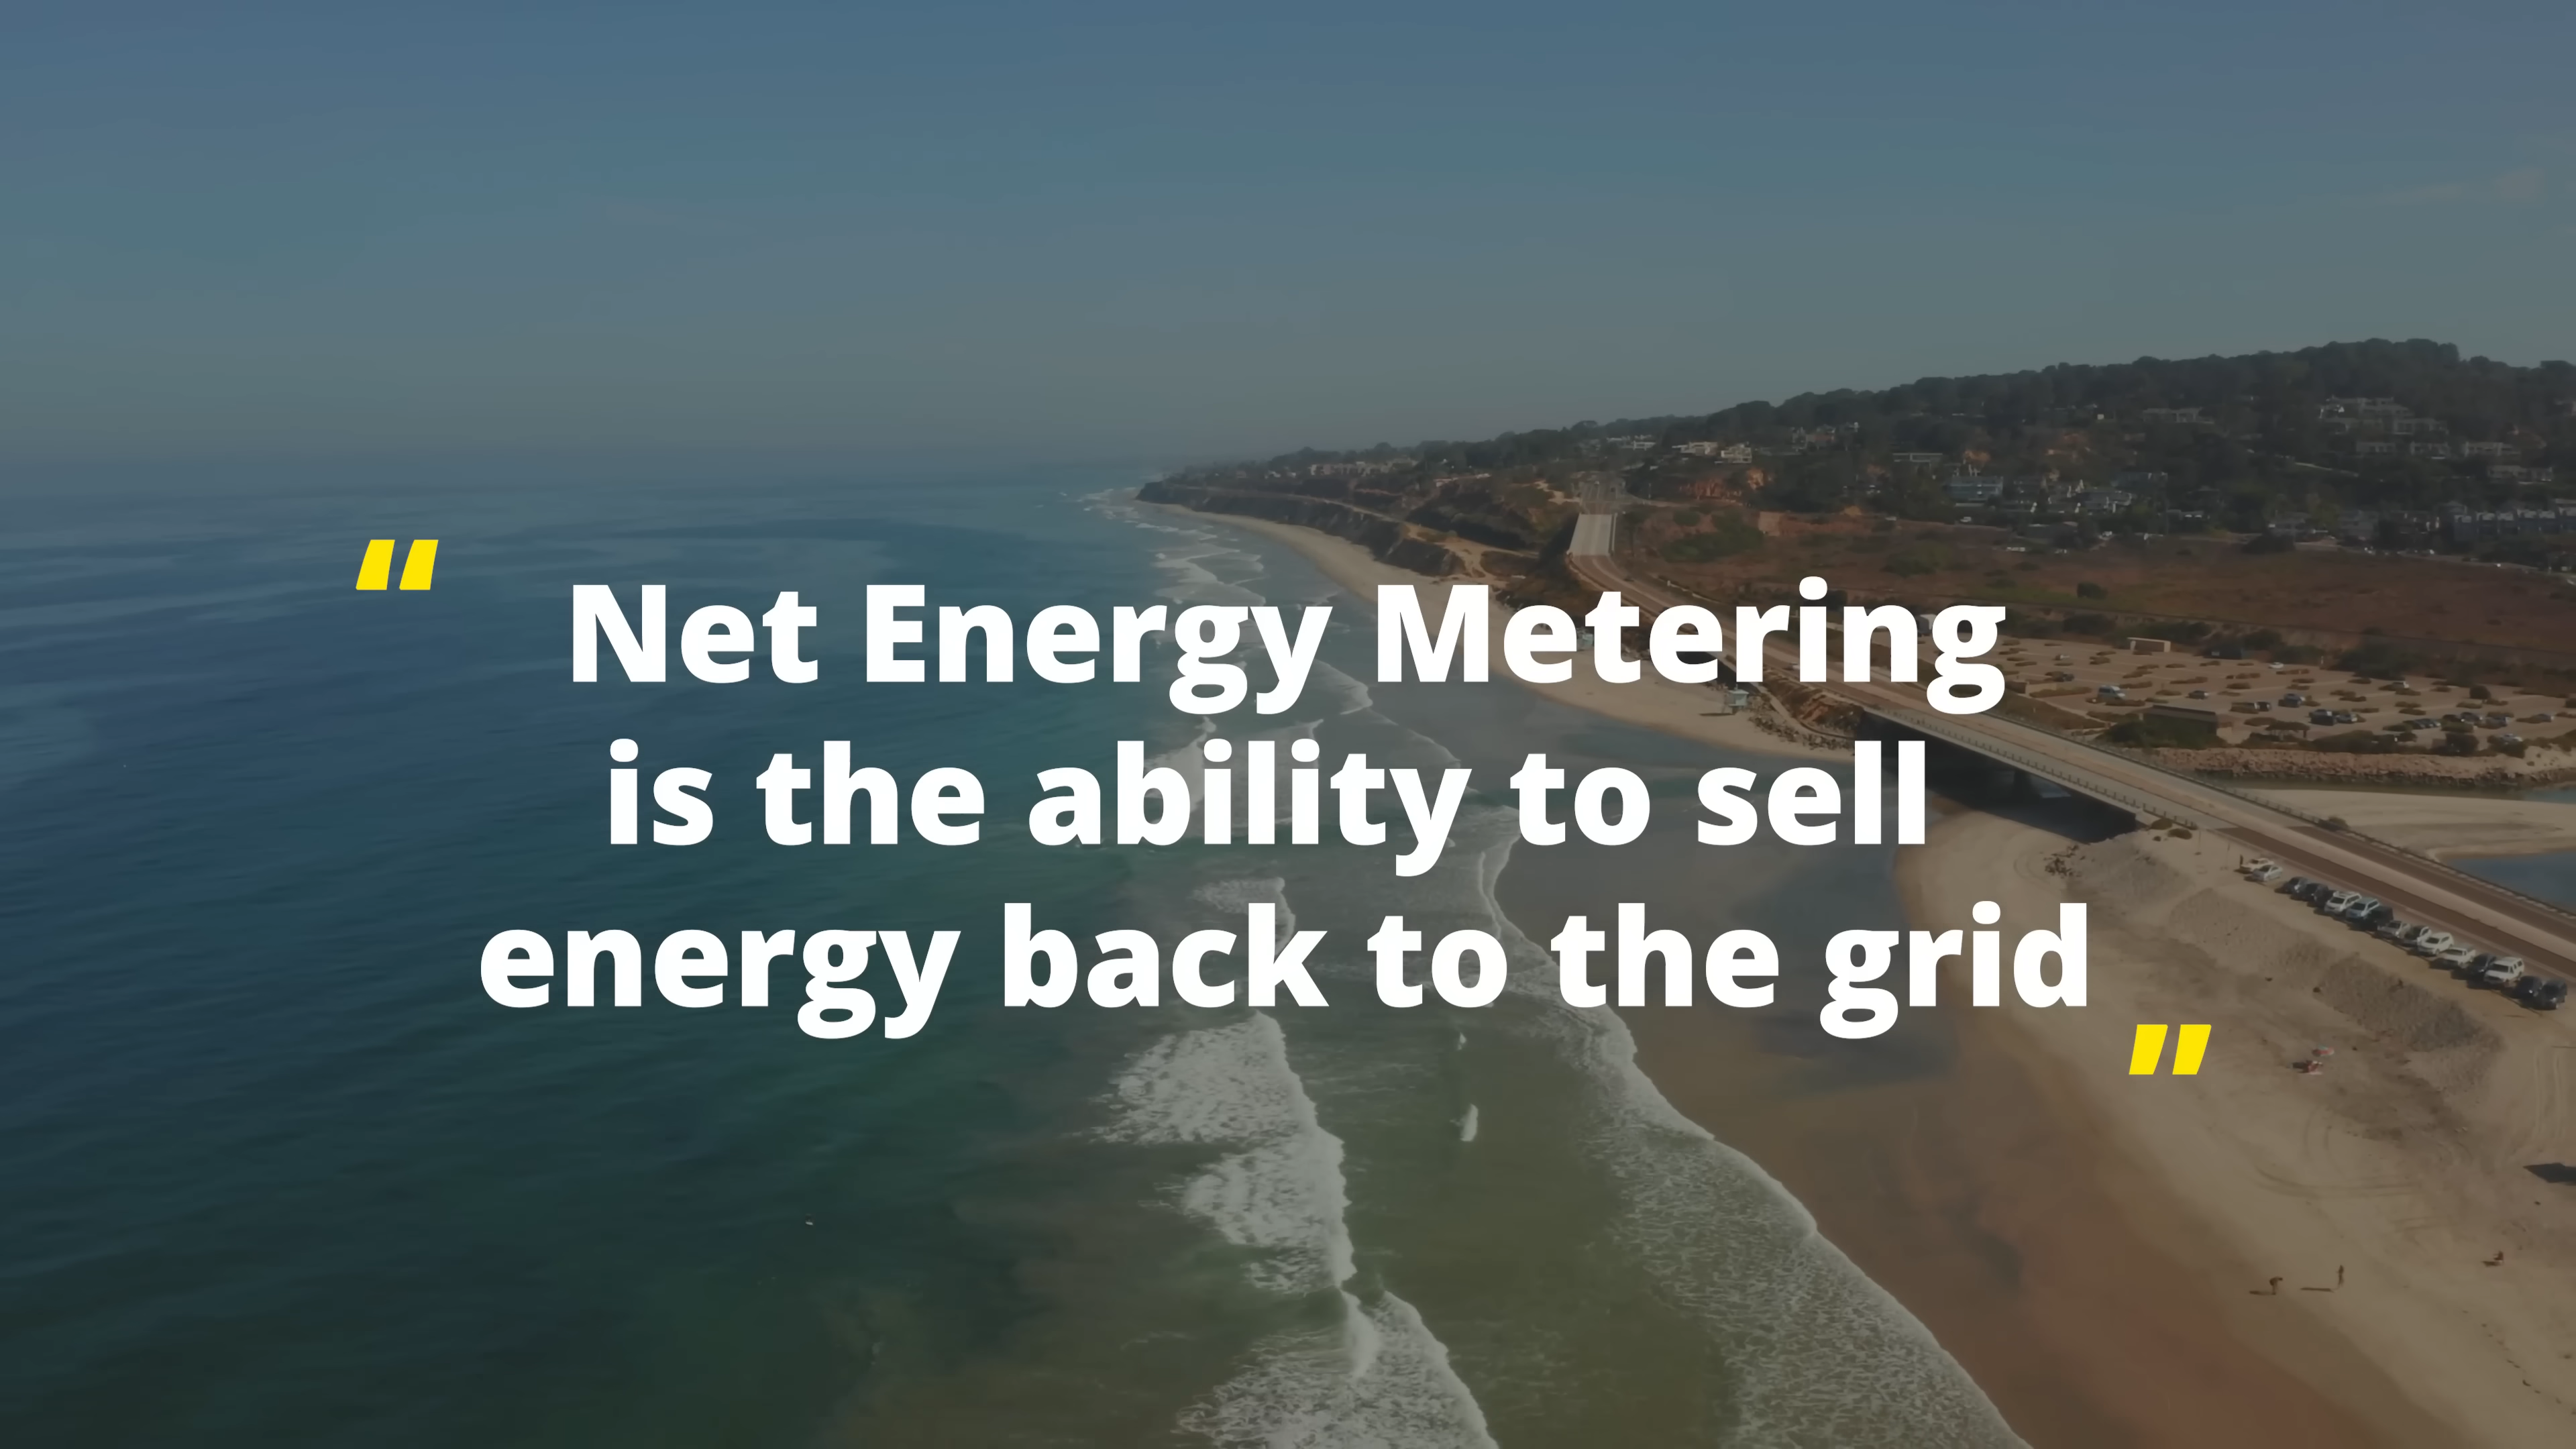 “ Net Energy Metering
is the ability to sell
energy back to the grid ”